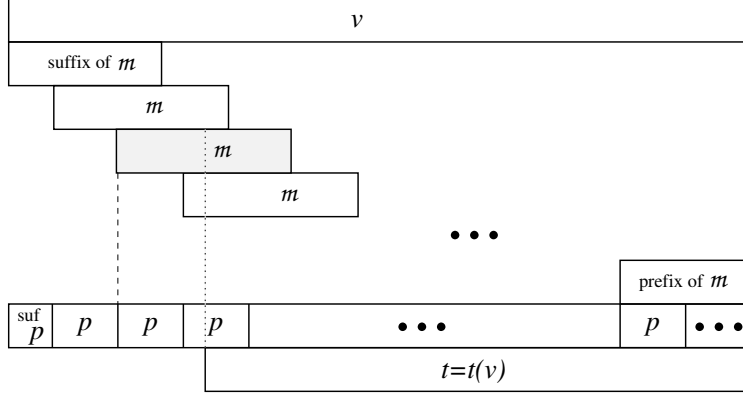 v
suffix of m
m
m
m
• • •
prefix of m
suf p p p p • • • p • • •
t=t(v)